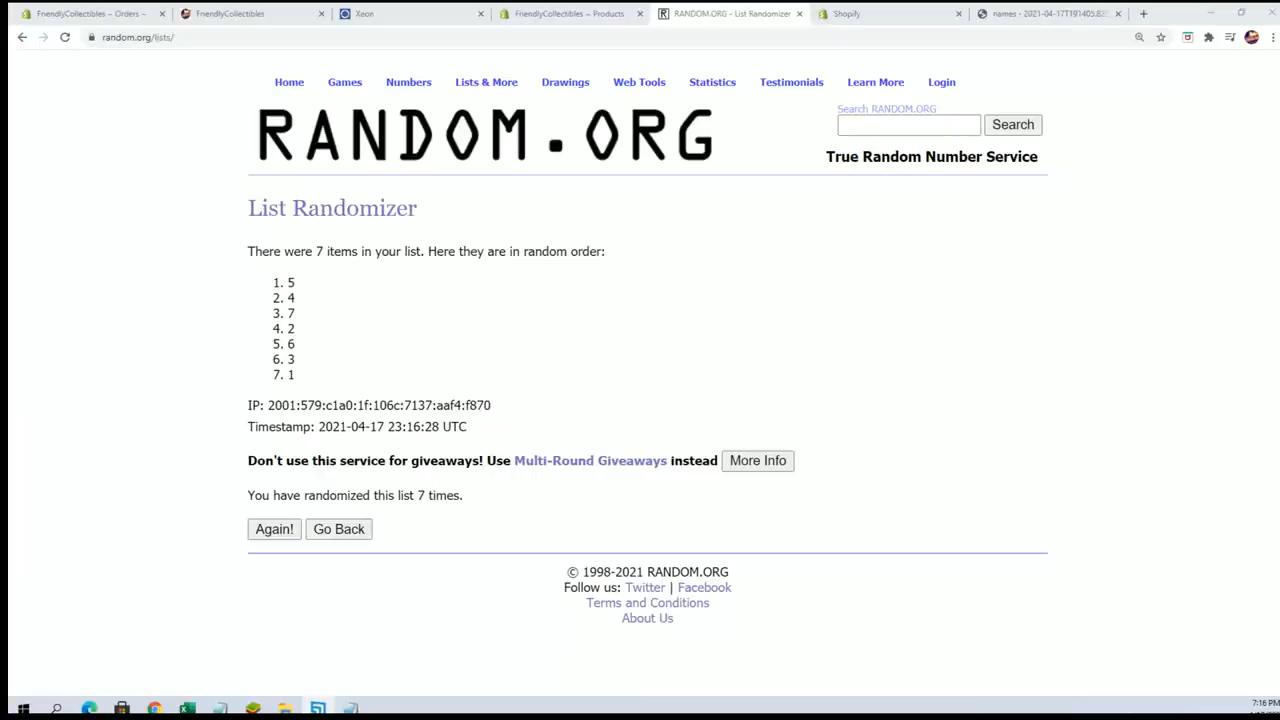 FriendlyCollectibles ~ Orders ~
FriendlyCollectibles
Xeon
FriendlyCollectibles ~ Products
RANDOM.ORG - List Randomizer
Shopify
names - 2021-04-17T191405.82
random.org/lists/
Home Games Numbers Lists & More Drawings Web Tools Statistics Testimonials Learn More Login
RANDOM.ORG
Search RANDOM.ORG
Search
True Random Number Service
List Randomizer
There were 7 items in your list. Here they are in random order:
1. 5
2. 4
3. 7
4. 2
5. 6
6. 3
7. 1
IP: 2001:579:c1a0:1f:106c:7137:aaf4:f870
Timestamp: 2021-04-17 23:16:28 UTC
Don't use this service for giveaways! Use Multi-Round Giveaways instead More Info
You have randomized this list 7 times.
Again! Go Back
© 1998-2021 RANDOM.ORG
Follow us: Twitter | Facebook
Terms and Conditions
About Us
7:16 PM